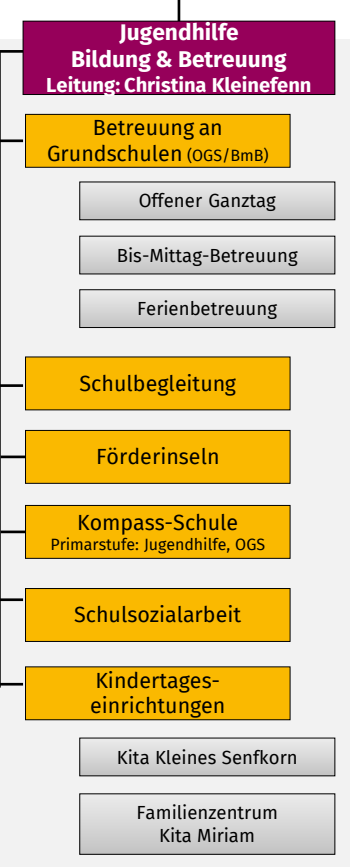 Jugendhilfe
Bildung & Betreuung
Leitung: Christina Kleinefenn
Betreuung an
Grundschulen (OGS/BmB)
Offener Ganztag
Bis-Mittag-Betreuung
Ferienbetreuung
Schulbegleitung
Förderinseln
Kompass-Schule
Primarstufe: Jugendhilfe, OGS
Schulsozialarbeit
Kindertages-
einrichtungen
Kita Kleines Senfkorn
Familienzentrum
Kita Miriam